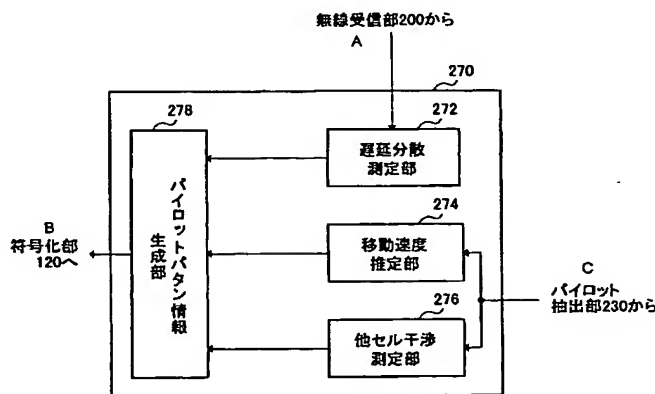 無線受信部200から
A
270
278
272
遅延分散
測定部
パイロットパタン情報
生成部
274
移動速度
推定部
B
符号化部
120へ
C
パイロット
抽出部230から
276
他セル干渉
測定部